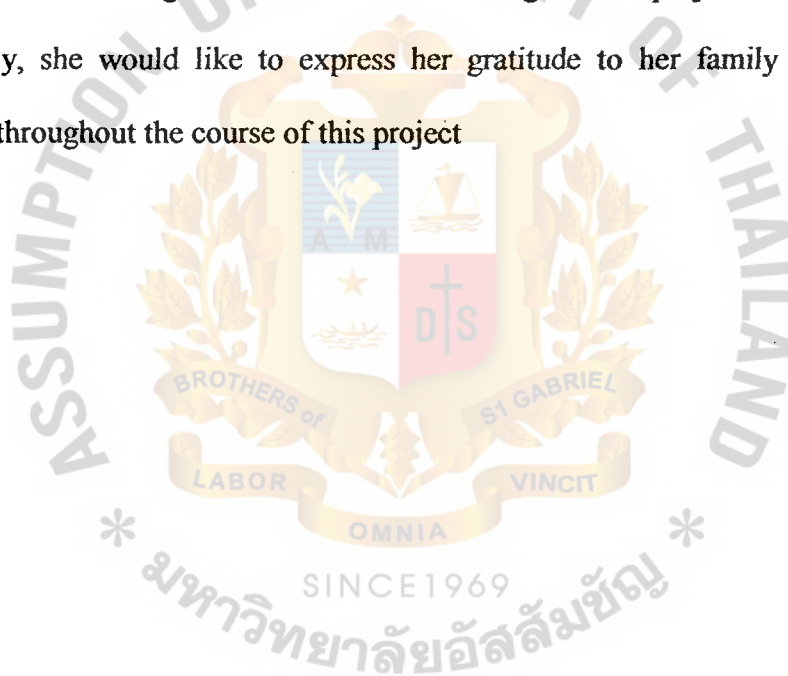 y, she would like to express her gratitude to her family
throughout the course of this project
ASSUMPTION
OF THAILAND
A M
D S
BROTHERS of
ST GABRIEL
LABOR
VINCIT
OMNIA
SINCE1969
มหาวิทยาลัยอัสสัมชัญ